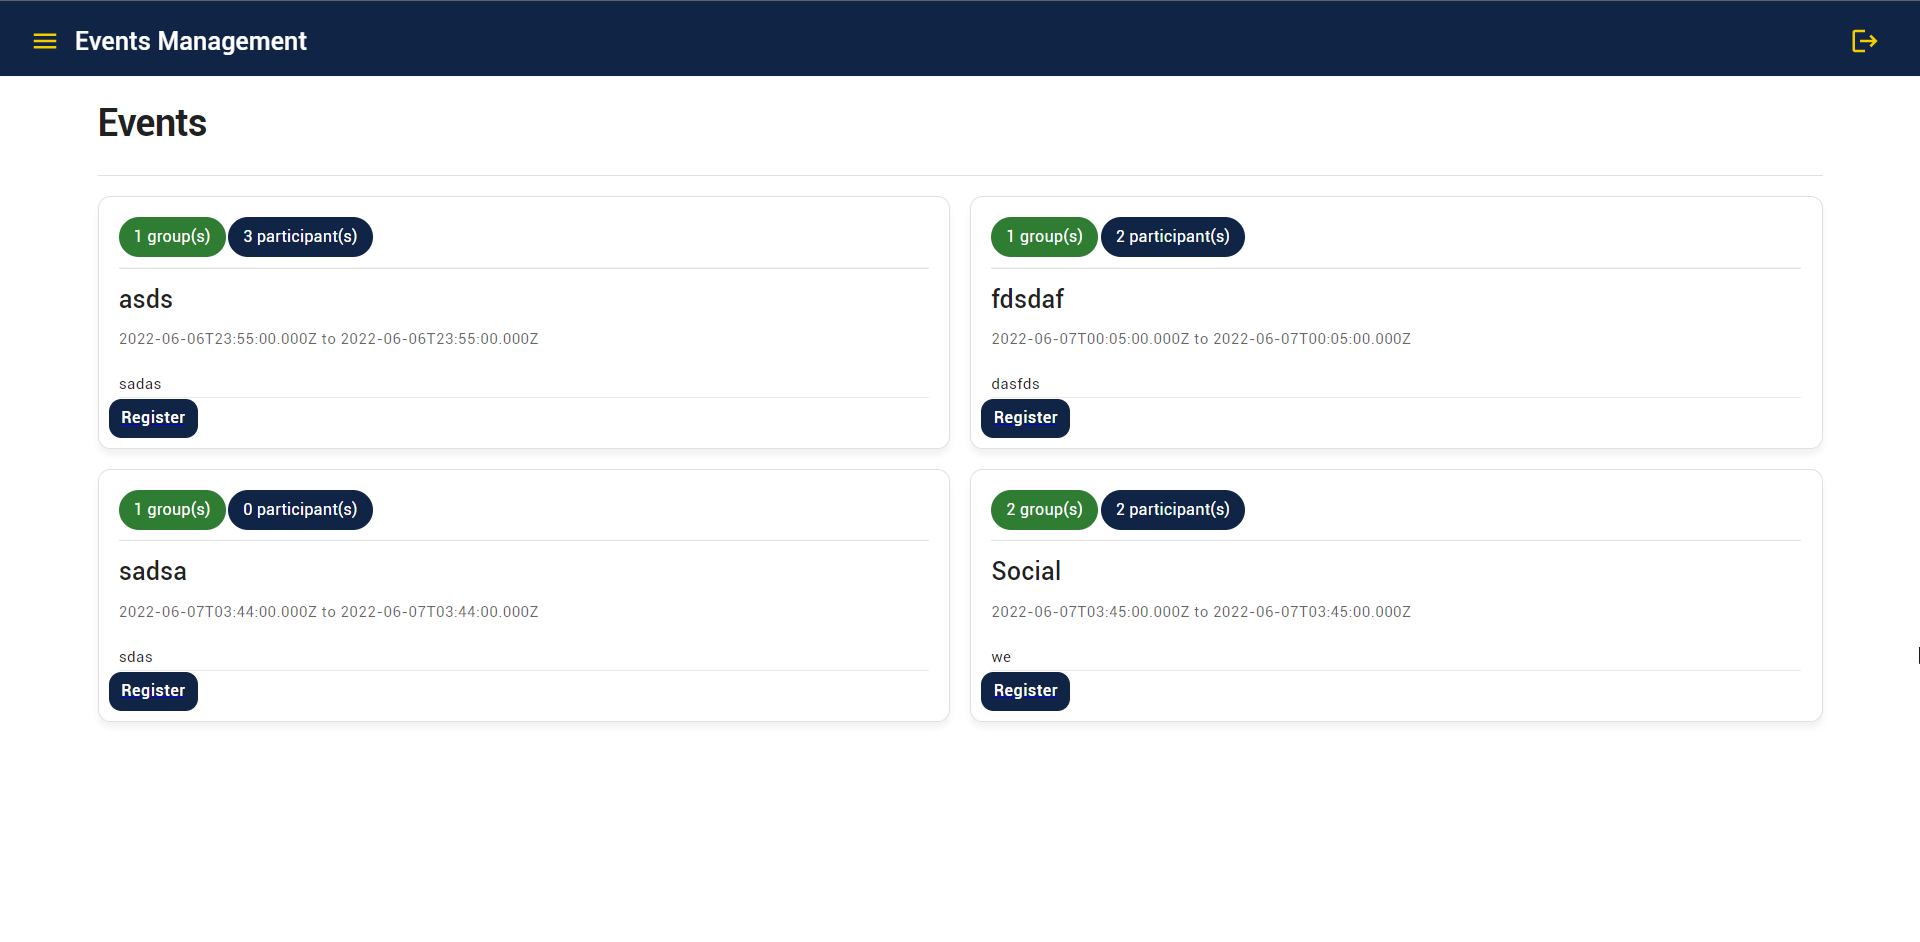 Events Management
Events
1 group(s) 3 participant(s)
asds
2022-06-06T23:55:00.000Z to 2022-06-06T23:55:00.000Z
sadas
Register
1 group(s) 2 participant(s)
fdsdaf
2022-06-07T00:05:00.000Z to 2022-06-07T00:05:00.000Z
dasfds
Register
1 group(s) 0 participant(s)
sadsa
2022-06-07T03:44:00.000Z to 2022-06-07T03:44:00.000Z
sdas
Register
2 group(s) 2 participant(s)
Social
2022-06-07T03:45:00.000Z to 2022-06-07T03:45:00.000Z
we
Register